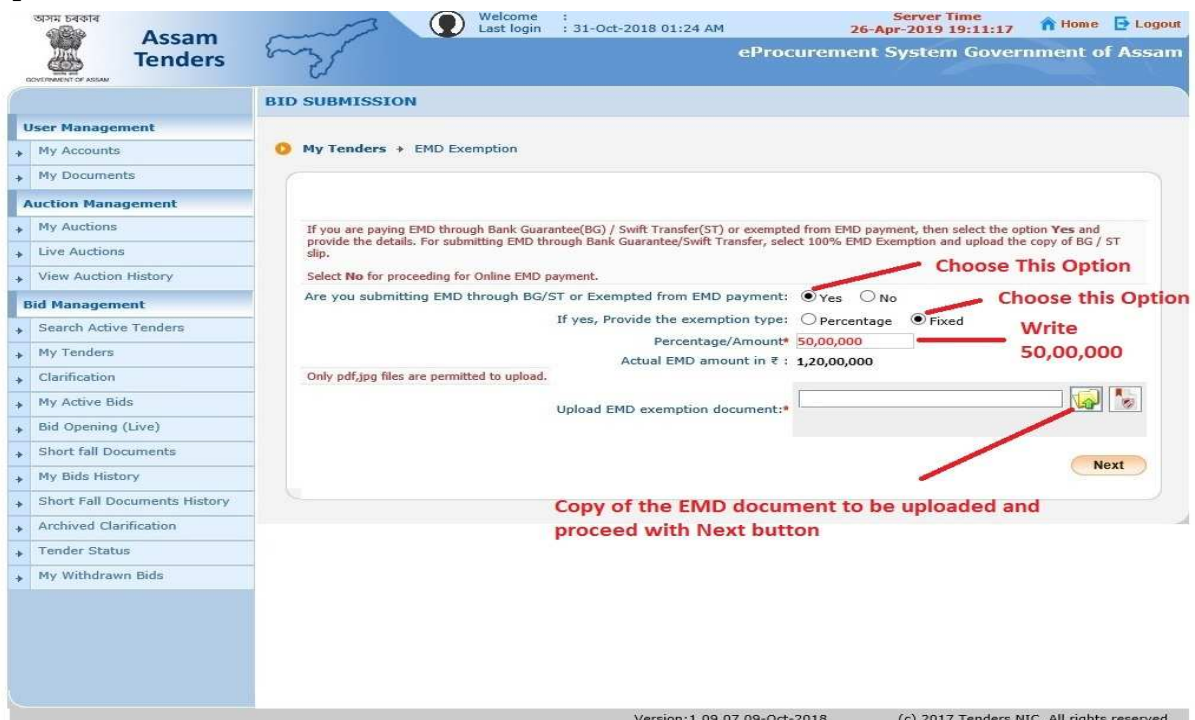 অসম চৰকাৰ
GOVERNMENT OF ASSAM
Assam
Tenders
Welcome :
Last login : 31-Oct-2018 01:24 AM
Server Time
26-Apr-2019 19:11:17
Home
Logout
eProcurement System Government of Assam
BID SUBMISSION
User Management
My Accounts
My Documents
Auction Management
My Auctions
Live Auctions
View Auction History
Bid Management
Search Active Tenders
My Tenders
Clarification
My Active Bids
Bid Opening (Live)
Short fall Documents
My Bids History
Short Fall Documents History
Archived Clarification
Tender Status
My Withdrawn Bids
My Tenders EMD Exemption
If you are paying EMD through Bank Guarantee(BG) / Swift Transfer(ST) or exempted from EMD payment, then select the option Yes and
provide the details. For submitting EMD through Bank Guarantee/Swift Transfer, select 100% EMD Exemption and upload the copy of BG / ST
slip.
Choose This Option
Select No for proceeding for Online EMD payment.
Are you submitting EMD through BG/ST or Exempted from EMD payment: Yes No
Choose this Option
If yes, Provide the exemption type: Percentage Fixed
Write
50,00,000
Percentage/Amount* 50,00,000
Actual EMD amount in ₹ : 1,20,00,000
Only pdf,jpg files are permitted to upload.
Upload EMD exemption document:*
Next
Copy of the EMD document to be uploaded and
proceed with Next button
Version:1.09.07 09-Oct-2018 (c) 2017 Tenders NIC, All rights reserved